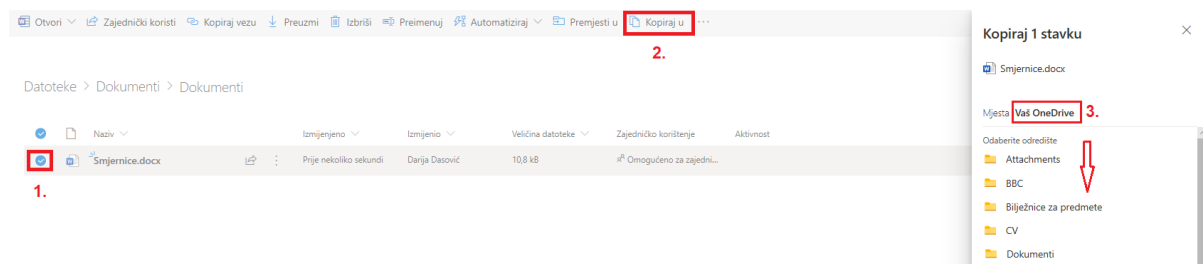 Otvori Zajednički koristi Kopiraj vezu Preuzmi Izbriši Preimenuj Automatiziraj Premjesti u Kopiraj u ...
2.
Datoteke > Dokumenti > Dokumenti
Naziv Izmijenjeno Izmijenio Veličina datoteke Zajedničko korištenje Aktivnost
Smjernice.docx Prije nekoliko sekundi Darija Dasović 10,8 kB Omogućeno za zajedni...
1.
Kopiraj 1 stavku
Smjernice.docx
Mjesta Vaš OneDrive 3.
Odaberite odredište
Attachments
BBC
Bilježnice za predmete
CV
Dokumenti